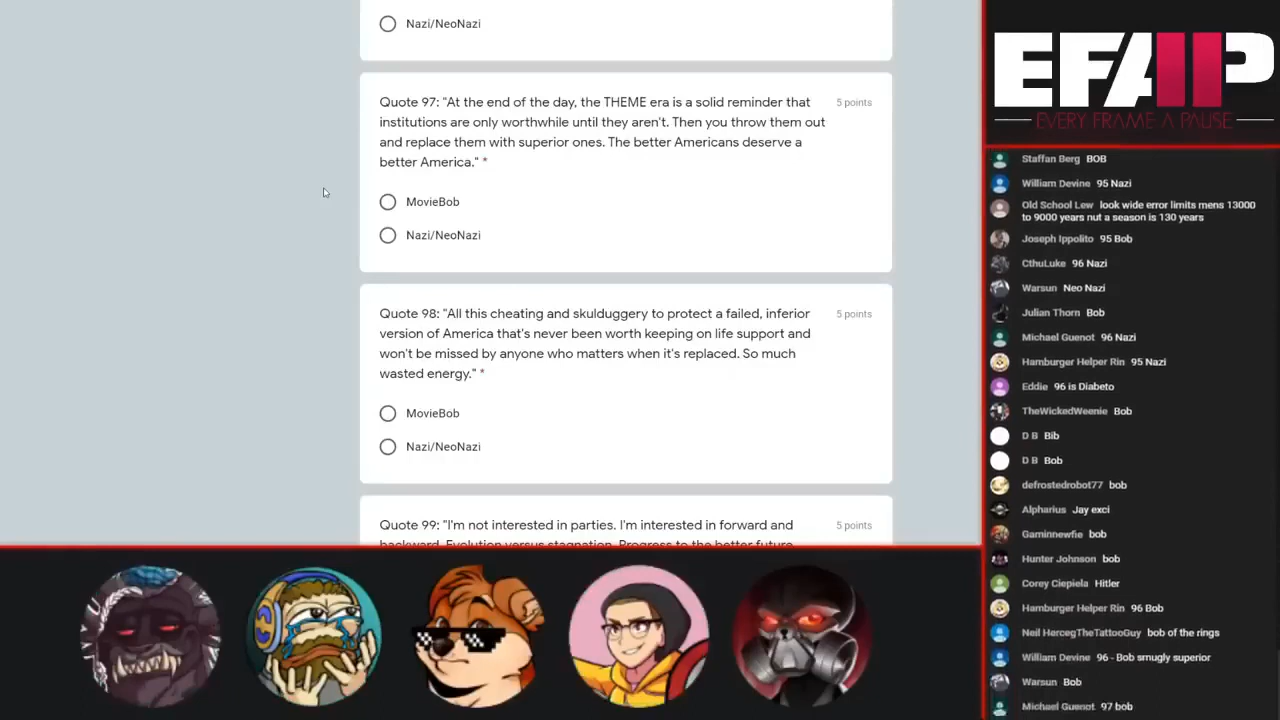 Nazi/NeoNazi
Quote 97: "At the end of the day, the THEME era is a solid reminder that
5 points
institutions are only worthwhile until they aren't. Then you throw them out
and replace them with superior ones. The better Americans deserve a
better America." *
MovieBob
Nazi/NeoNazi
Quote 98: "All this cheating and skulduggery to protect a failed, inferior
5 points
version of America that's never been worth keeping on life support and
won't be missed by anyone who matters when it's replaced. So much
wasted energy." *
MovieBob
Nazi/NeoNazi
Quote 99: "I'm not interested in parties. I'm interested in forward and
5 points
backward. Evolution versus stagnation. Progress to the better future
EFAP
EVERY FRAME A PAUSE
Staffan Berg BOB
William Devine 95 Nazi
Old School Lew look wide error limits mens 13000
to 9000 years nut a season is 130 years
Joseph Ippolito 95 Bob
CthuLuke 96 Nazi
Warsun Neo Nazi
Julian Thorn Bob
Michael Guenot 96 Nazi
Hamburger Helper Rin 95 Nazi
Eddie 96 is Diabeto
TheWickedWeenie Bob
D B Bib
D B Bob
defrostedrobot77 bob
Alpharius Jay exci
Gaminnewfie bob
Hunter Johnson bob
Corey Ciepiela Hitler
Hamburger Helper Rin 96 Bob
Neil HercegTheTattooGuy bob of the rings
William Devine 96 - Bob smugly superior
Warsun Bob
Michael Guenot 97 bob